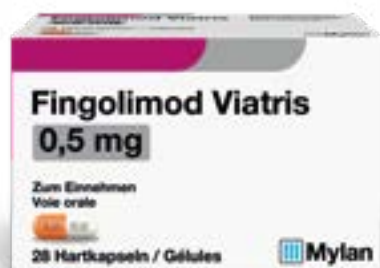 Fingolimod Viatris
0,5 mg
Zum Einnehmen
Voie orale
28 Hartkapseln / Gélules
Mylan